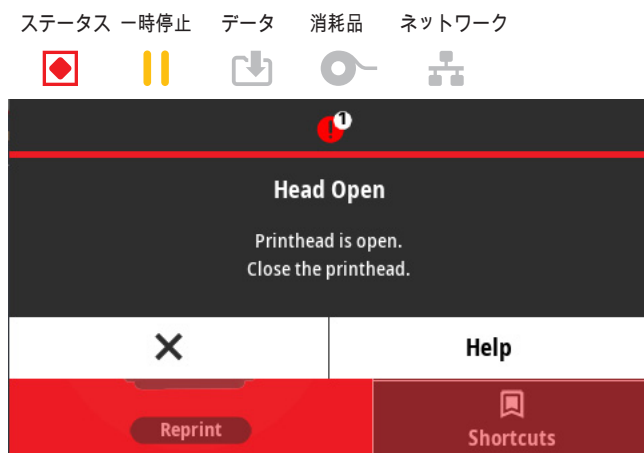 ステータス 一時停止 データ 消耗品 ネットワーク
! 1
Head Open
Printhead is open.
Close the printhead.
Help
Reprint
Shortcuts